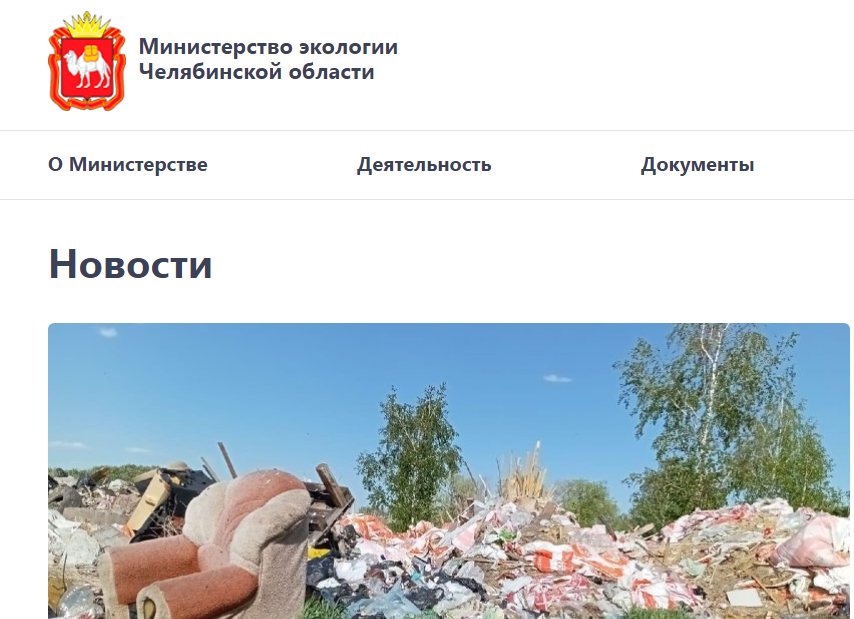 Министерство экологии
Челябинской области
О Министерстве Деятельность Документы
Новости